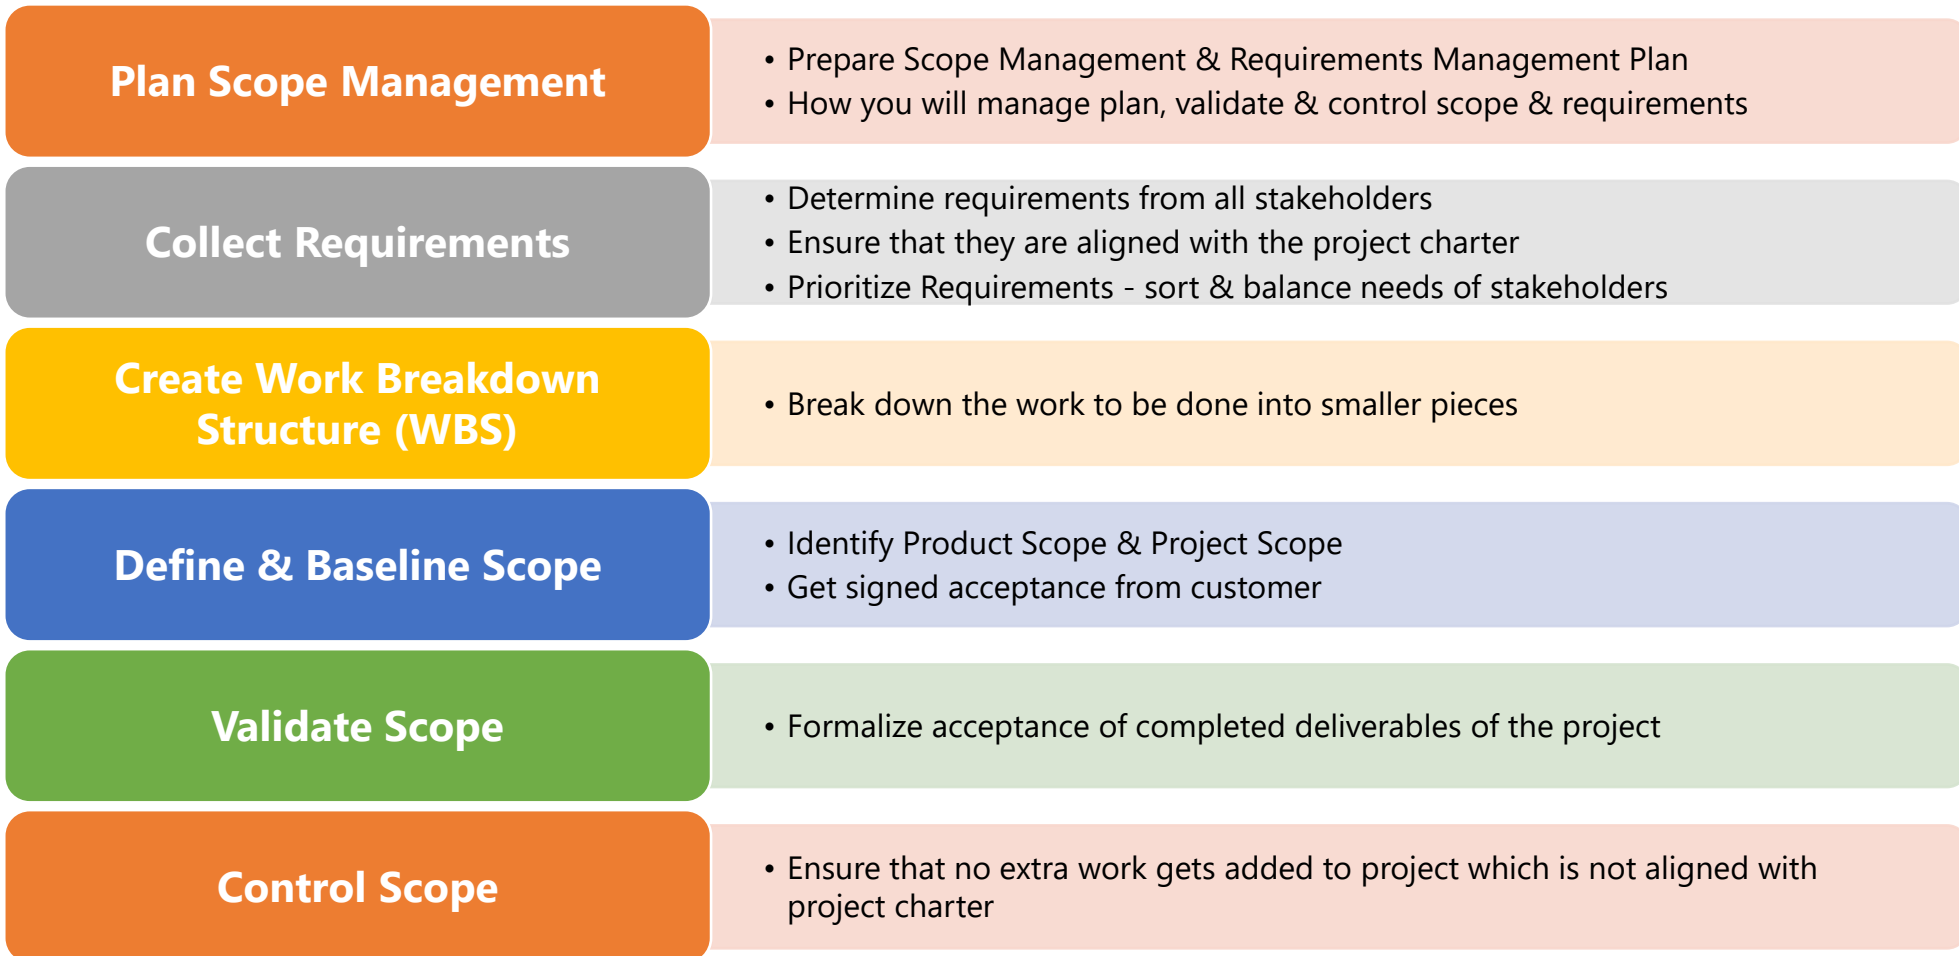 Plan Scope Management
• Prepare Scope Management & Requirements Management Plan
• How you will manage plan, validate & control scope & requirements
Collect Requirements
• Determine requirements from all stakeholders
• Ensure that they are aligned with the project charter
• Prioritize Requirements - sort & balance needs of stakeholders
Create Work Breakdown
Structure (WBS)
• Break down the work to be done into smaller pieces
Define & Baseline Scope
• Identify Product Scope & Project Scope
• Get signed acceptance from customer
Validate Scope
• Formalize acceptance of completed deliverables of the project
Control Scope
• Ensure that no extra work gets added to project which is not aligned with
project charter